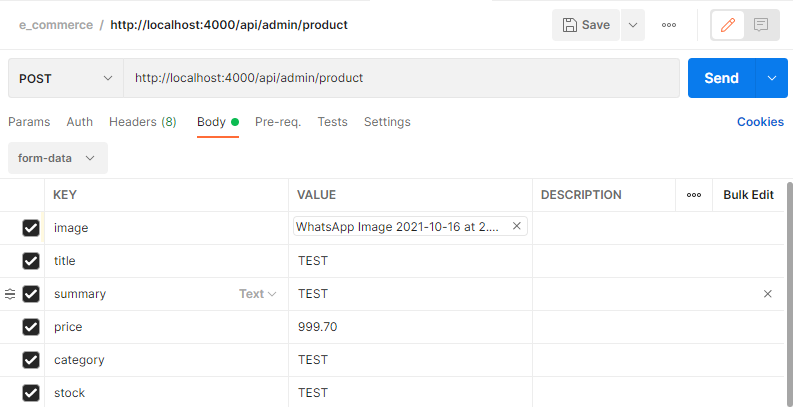 e_commerce / http://localhost:4000/api/admin/product
Save
POST http://localhost:4000/api/admin/product Send
Params Auth Headers (8) Body Pre-req. Tests Settings Cookies
form-data
KEY VALUE DESCRIPTION Bulk Edit
image WhatsApp Image 2021-10-16 at 2....
title TEST
summary Text TEST
price 999.70
category TEST
stock TEST